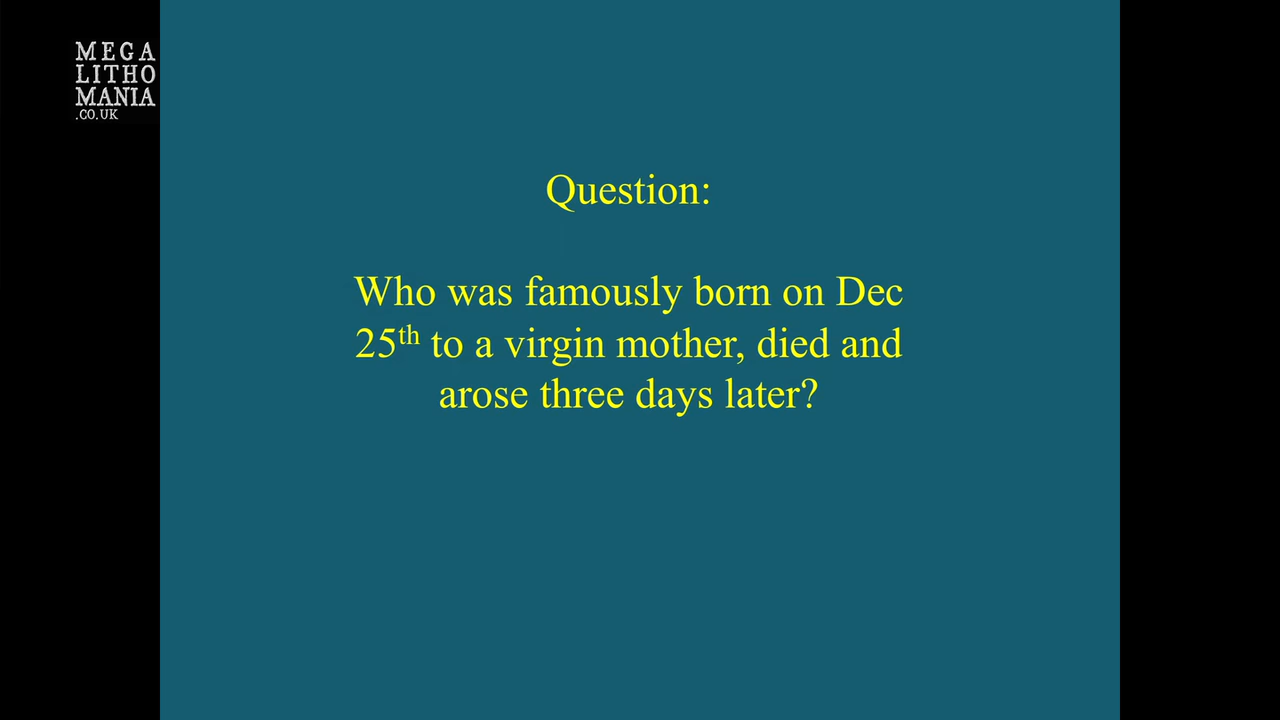 MEGA
LITHO
MANIA
.CO.UK
Question:
Who was famously born on Dec
25th to a virgin mother, died and
arose three days later?